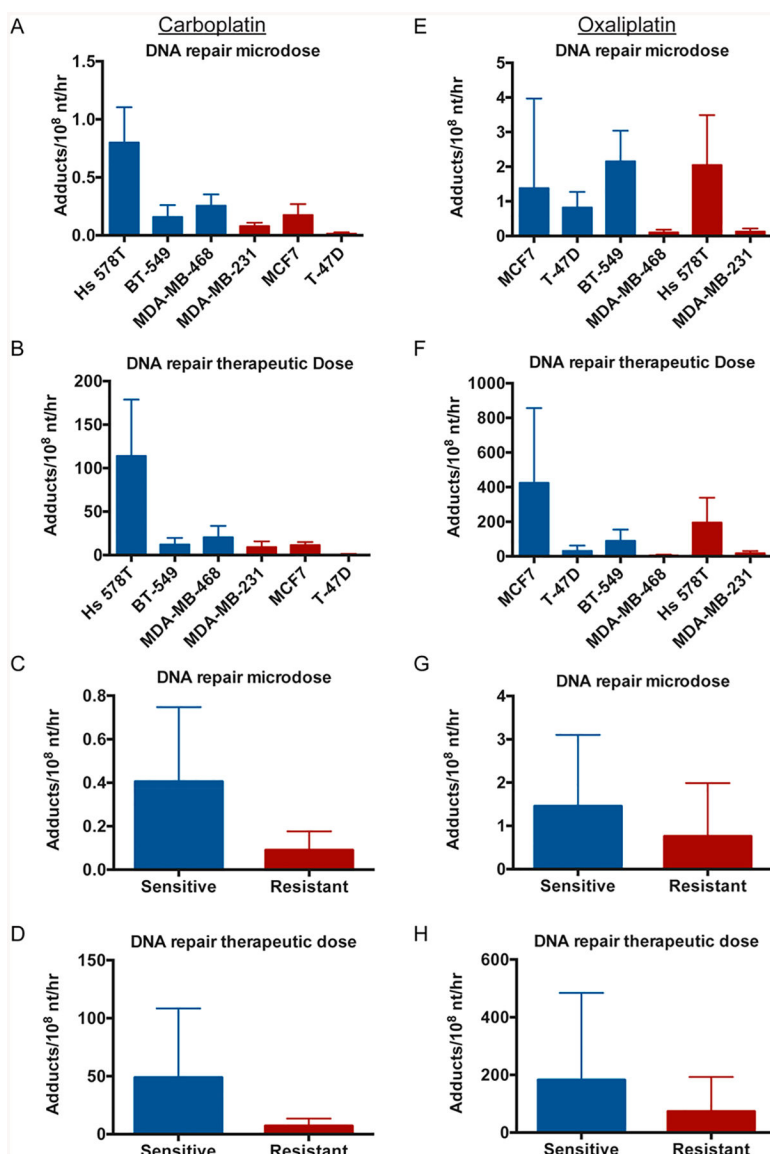 A
Carboplatin
DNA repair microdose
Adducts/10⁸ nt/hr
1.5
1.0
0.5
0.0
Hs 578T
BT-549
MDA-MB-468
MDA-MB-231
MCF7
T-47D
B
DNA repair therapeutic Dose
Adducts/10⁸ nt/hr
200
150
100
50
0
Hs 578T
BT-549
MDA-MB-468
MDA-MB-231
MCF7
T-47D
C
DNA repair microdose
Adducts/10⁸ nt/hr
0.8
0.6
0.4
0.2
0.0
Sensitive Resistant
D
DNA repair therapeutic dose
Adducts/10⁸ nt/hr
150
100
50
0
Sensitive Resistant
E
Oxaliplatin
DNA repair microdose
Adducts/10⁸ nt/hr
5
4
3
2
1
0
MCF7
T-47D
BT-549
MDA-MB-468
Hs 578T
MDA-MB-231
F
DNA repair therapeutic Dose
Adducts/10⁸ nt/hr
1000
800
600
400
200
0
MCF7
T-47D
BT-549
MDA-MB-468
Hs 578T
MDA-MB-231
G
DNA repair microdose
Adducts/10⁸ nt/hr
4
3
2
1
0
Sensitive Resistant
H
DNA repair therapeutic dose
Adducts/10⁸ nt/hr
600
400
200
0
Sensitive Resistant